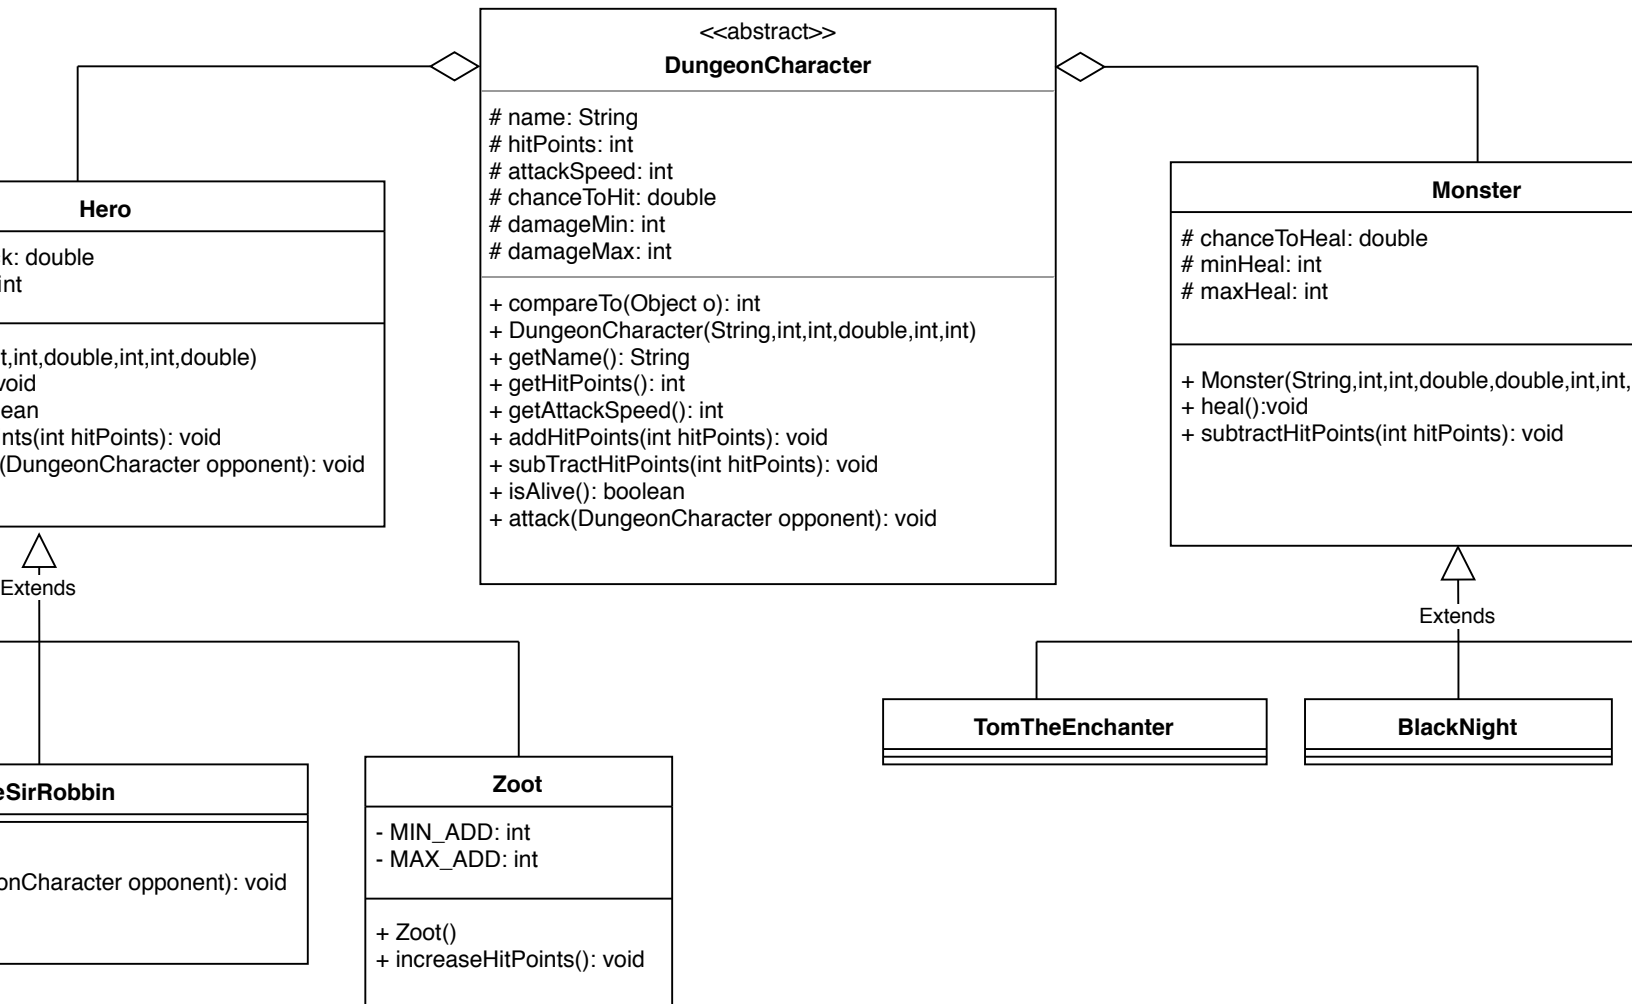 <<abstract>>
DungeonCharacter
# name: String
# hitPoints: int
# attackSpeed: int
# chanceToHit: double
# damageMin: int
# damageMax: int
+ compareTo(Object o): int
+ DungeonCharacter(String,int,int,double,int,int)
+ getName(): String
+ getHitPoints(): int
+ getAttackSpeed(): int
+ addHitPoints(int hitPoints): void
+ subTractHitPoints(int hitPoints): void
+ isAlive(): boolean
+ attack(DungeonCharacter opponent): void
Hero
k: double
int
t,int,double,int,int,double)
void
ean
nts(int hitPoints): void
(DungeonCharacter opponent): void
Extends
Monster
# chanceToHeal: double
# minHeal: int
# maxHeal: int
+ Monster(String,int,int,double,double,int,int,
+ heal():void
+ subtractHitPoints(int hitPoints): void
Extends
eSirRobbin
onCharacter opponent): void
Zoot
- MIN_ADD: int
- MAX_ADD: int
+ Zoot()
+ increaseHitPoints(): void
TomTheEnchanter
BlackNight